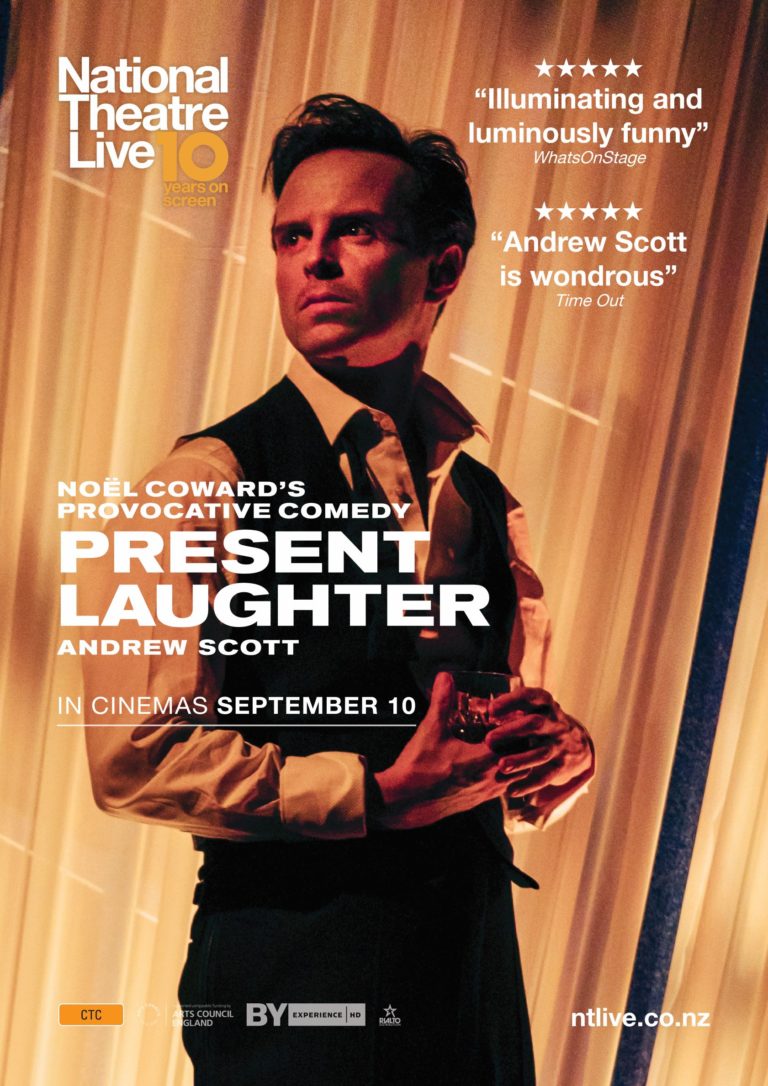 National
Theatre
Live 10
years on
screen
★★★★★
“Illuminating and
luminously funny”
WhatsOnStage
★★★★★
“Andrew Scott
is wondrous”
Time Out
NOËL COWARD’S
PROVOCATIVE COMEDY
PRESENT
LAUGHTER
ANDREW SCOTT
IN CINEMAS SEPTEMBER 10
CTC
ARTS COUNCIL
ENGLAND
BY EXPERIENCE | HD
RIALTO
ntlive.co.nz